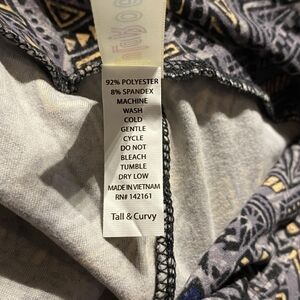 92% POLYESTER
8% SPANDEX
MACHINE
WASH
COLD
GENTLE
CYCLE
DO NOT
BLEACH
TUMBLE
DRY LOW
MADE IN VIETNAM
RN# 142161
Tall & Curvy